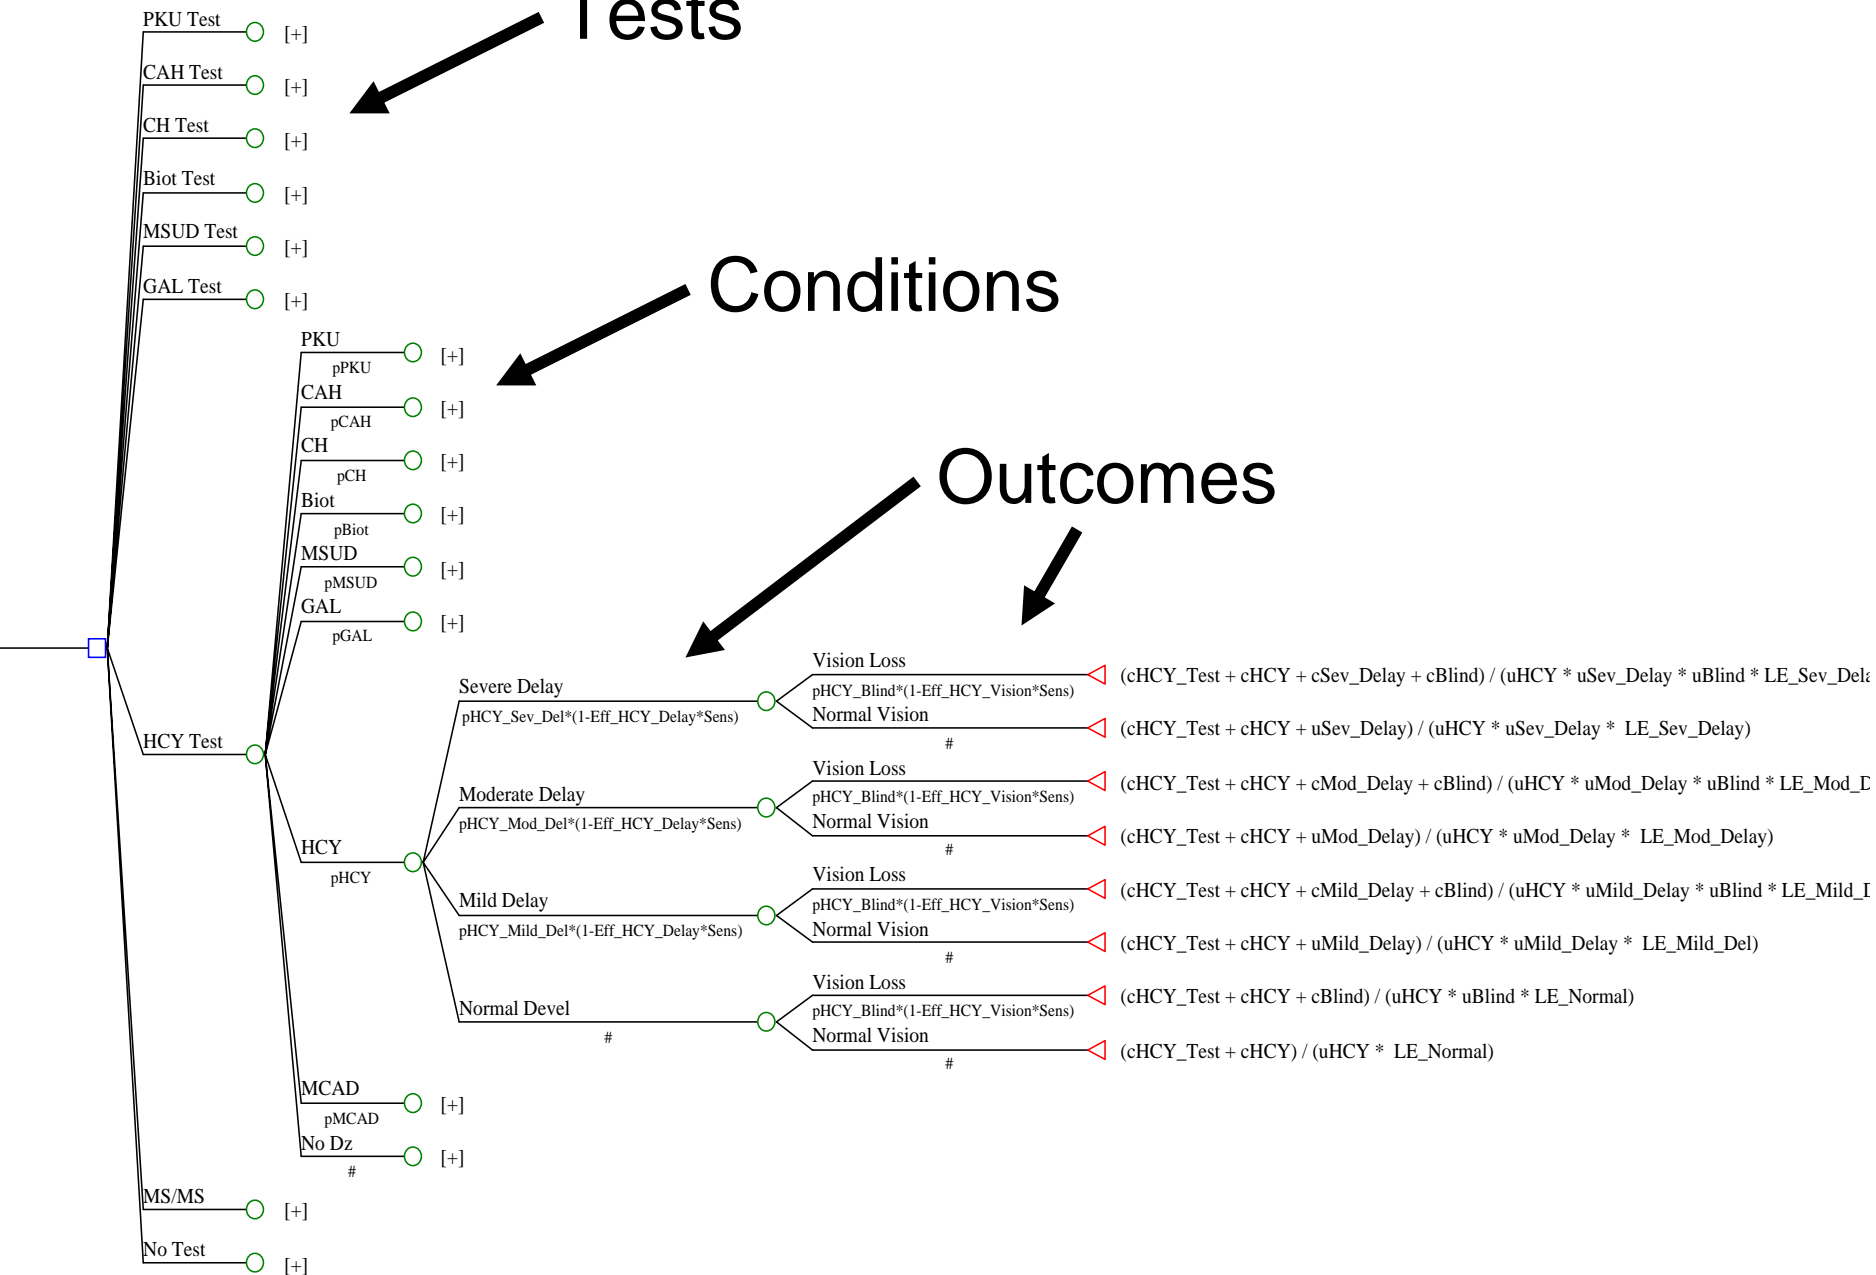 Tests
PKU Test
[+]
CAH Test
[+]
CH Test
[+]
Biot Test
[+]
MSUD Test
[+]
GAL Test
[+]
Conditions
PKU
pPKU
[+]
CAH
pCAH
[+]
CH
pCH
[+]
Biot
pBiot
[+]
MSUD
pMSUD
[+]
GAL
pGAL
[+]
Outcomes
HCY Test
HCY
pHCY
Severe Delay
pHCY_Sev_Del*(1-Eff_HCY_Delay*Sens)
Vision Loss
pHCY_Blind*(1-Eff_HCY_Vision*Sens)
(cHCY_Test + cHCY + cSev_Delay + cBlind) / (uHCY * uSev_Delay * uBlind * LE_Sev_Dela
Normal Vision
#
(cHCY_Test + cHCY + uSev_Delay) / (uHCY * uSev_Delay * LE_Sev_Delay)
Moderate Delay
pHCY_Mod_Del*(1-Eff_HCY_Delay*Sens)
Vision Loss
pHCY_Blind*(1-Eff_HCY_Vision*Sens)
(cHCY_Test + cHCY + cMod_Delay + cBlind) / (uHCY * uMod_Delay * uBlind * LE_Mod_D
Normal Vision
#
(cHCY_Test + cHCY + uMod_Delay) / (uHCY * uMod_Delay * LE_Mod_Delay)
Mild Delay
pHCY_Mild_Del*(1-Eff_HCY_Delay*Sens)
Vision Loss
pHCY_Blind*(1-Eff_HCY_Vision*Sens)
(cHCY_Test + cHCY + cMild_Delay + cBlind) / (uHCY * uMild_Delay * uBlind * LE_Mild_D
Normal Vision
#
(cHCY_Test + cHCY + uMild_Delay) / (uHCY * uMild_Delay * LE_Mild_Del)
Normal Devel
#
Vision Loss
pHCY_Blind*(1-Eff_HCY_Vision*Sens)
(cHCY_Test + cHCY + cBlind) / (uHCY * uBlind * LE_Normal)
Normal Vision
#
(cHCY_Test + cHCY) / (uHCY * LE_Normal)
MCAD
pMCAD
[+]
No Dz
#
[+]
MS/MS
[+]
No Test
[+]